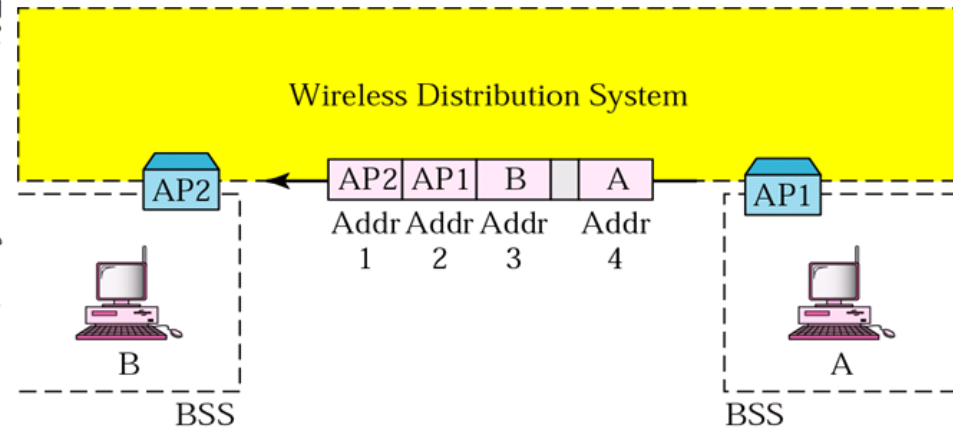 Wireless Distribution System
AP2 AP1 B A
AP2 AP1
Addr Addr Addr Addr
1 2 3 4
B A
BSS BSS